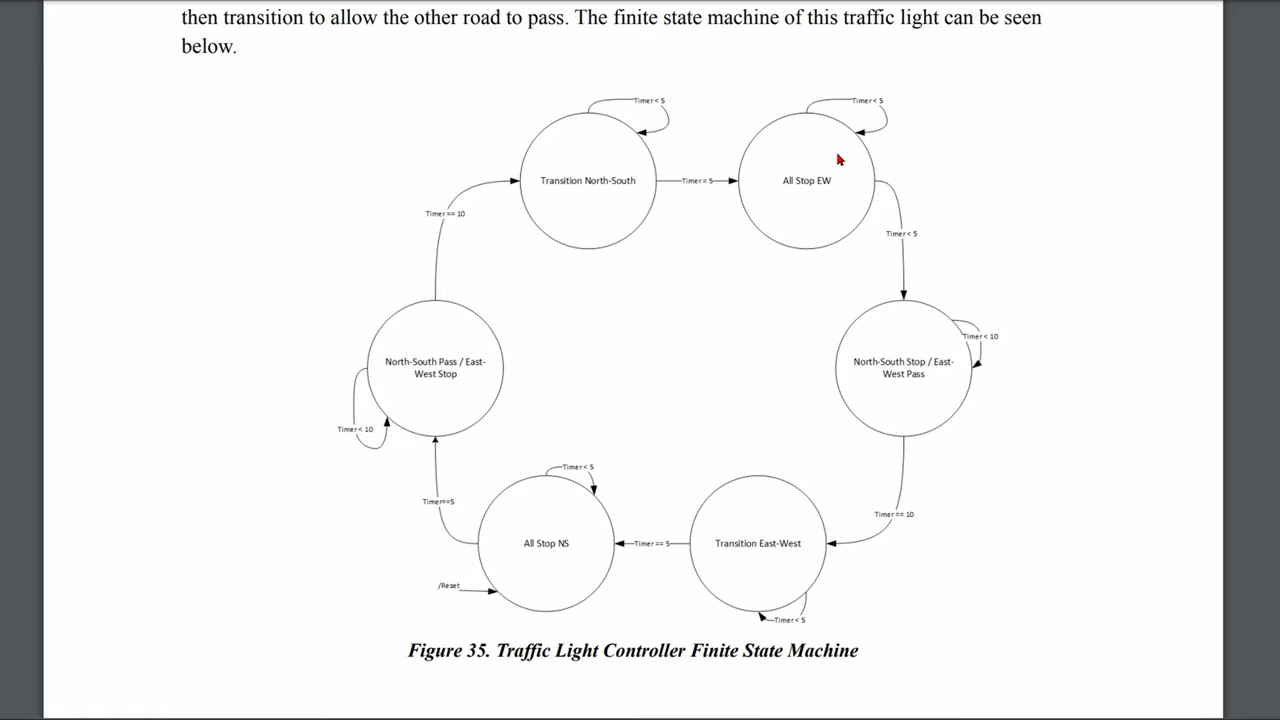 then transition to allow the other road to pass. The finite state machine of this traffic light can be seen
below.
Timer < 5
Timer < 5
Transition North-South
Timer = 5
All Stop EW
Timer == 10
Timer < 5
North-South Pass / East-
West Stop
North-South Stop / East-
West Pass
Timer < 10
Timer < 10
Timer < 5
Timer==5
Timer == 10
All Stop NS
Timer == 5
Transition East-West
/Reset
Timer < 5
Figure 35. Traffic Light Controller Finite State Machine